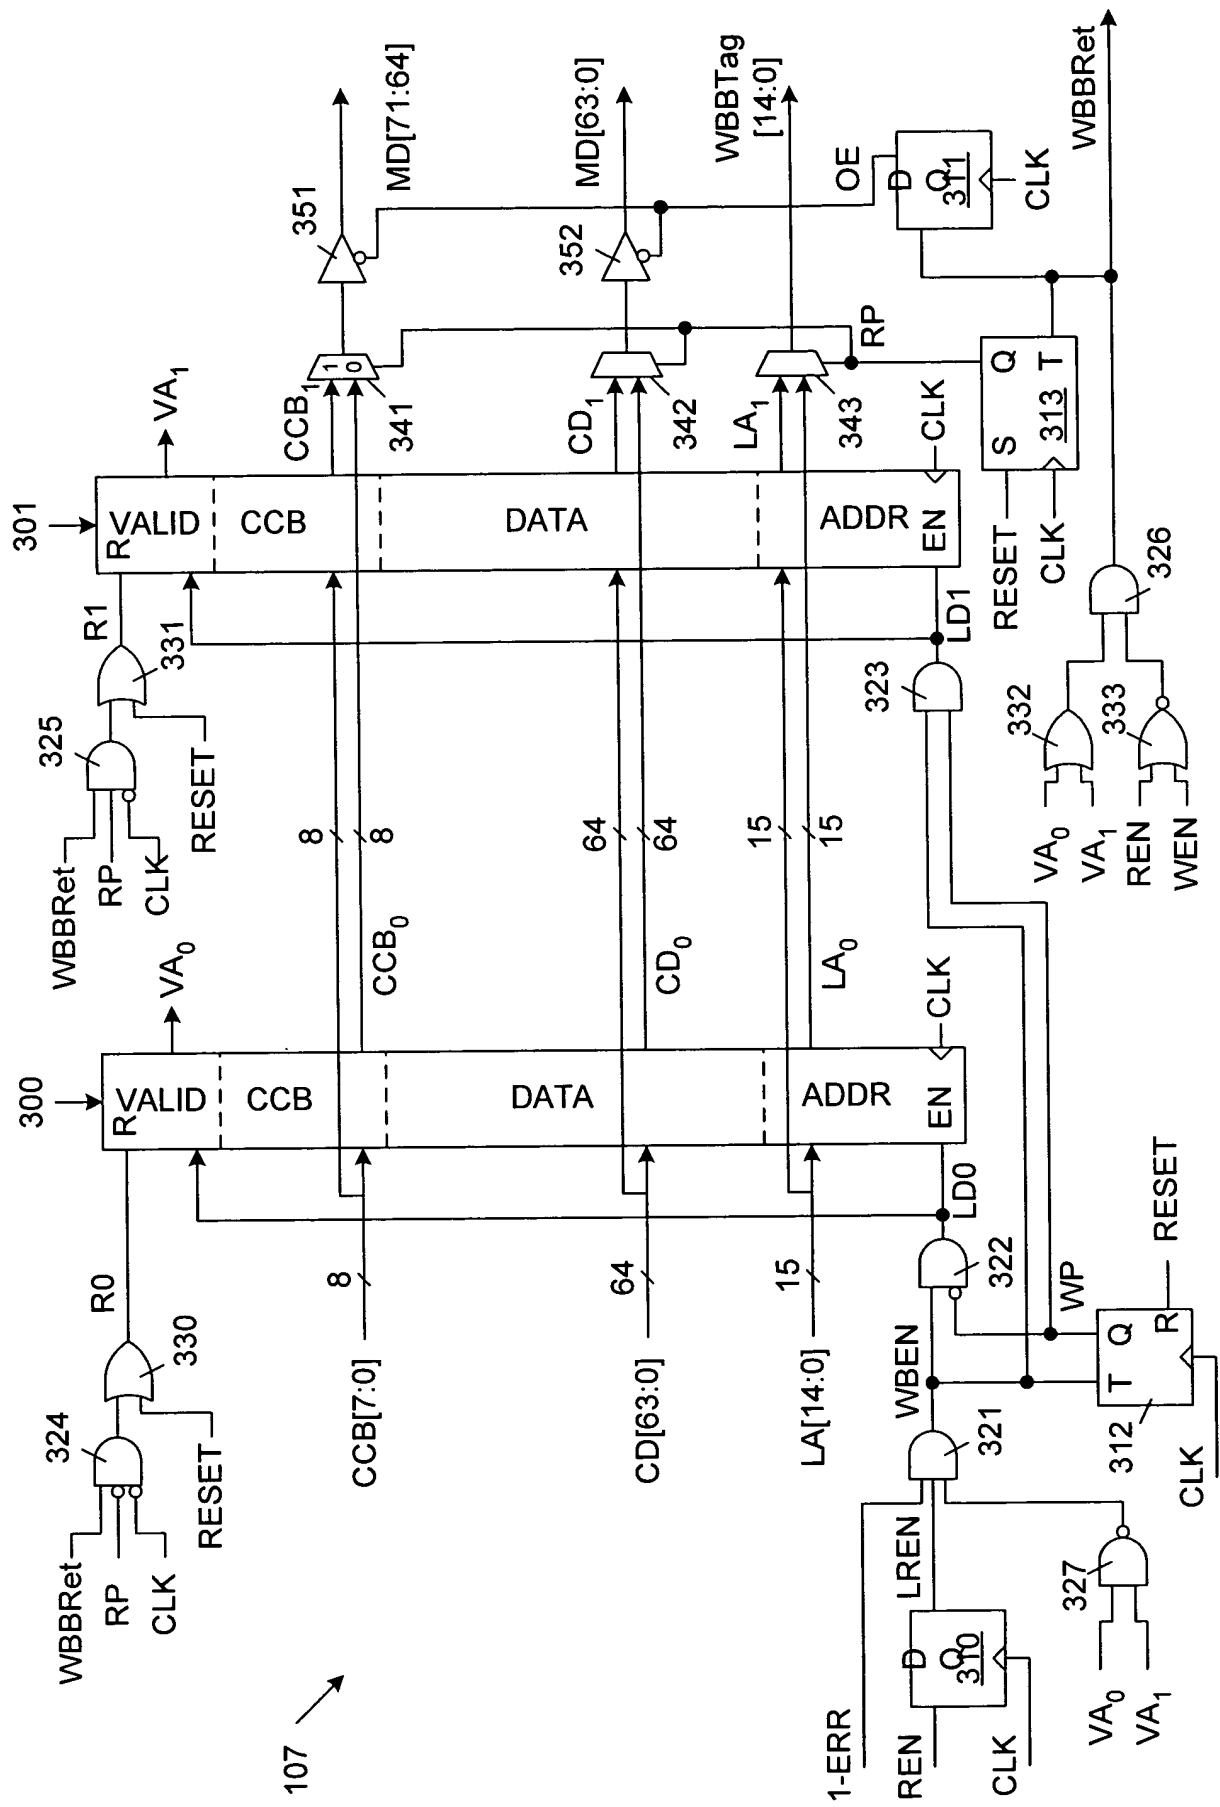 107
WBBRet
RP
CLK
RESET
324
330
R0
300
R
VALID
CCB
DATA
ADDR
EN
VA0
CLK
CCB[7:0]
CD[63:0]
LA[14:0]
8
64
15
LD0
1-ERR
REN
CLK
D
Q
310
LREN
321
WBEN
322
VA0
VA1
327
T
Q
R
312
CLK
RESET
WP
CCB0
CD0
LA0
8
8
64
64
15
15
WBBRet
RP
CLK
RESET
325
331
R1
301
R
VALID
CCB
DATA
ADDR
EN
VA1
CLK
323
LD1
CCB1
CD1
LA1
1
0
341
342
343
351
352
MD[71:64]
MD[63:0]
WBBTag
[14:0]
RP
OE
D
Q
311
CLK
S
Q
T
313
RESET
CLK
VA0
VA1
REN
WEN
332
333
326
WBBRet